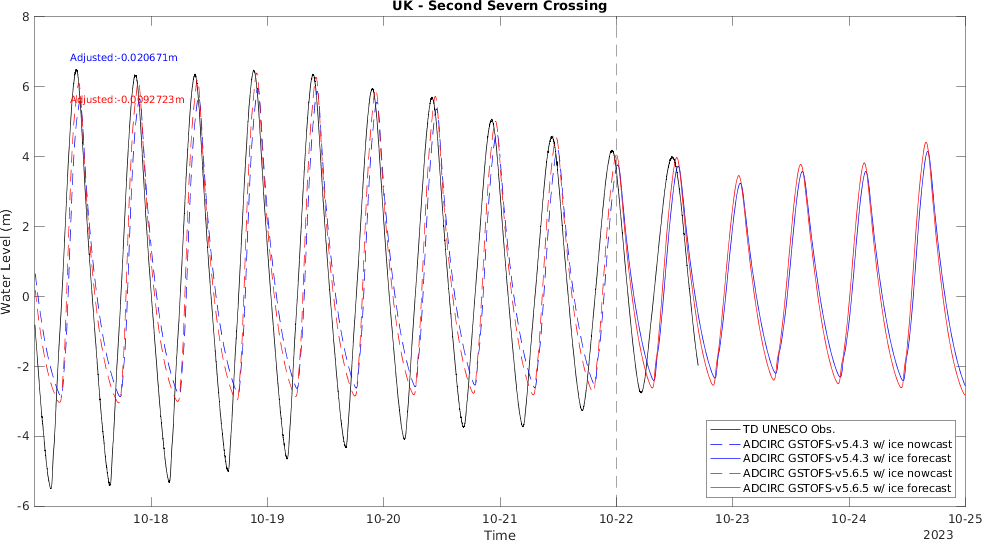 UK - Second Severn Crossing
Adjusted:-0.020671m
Adjusted:-0.0092723m
8
6
4
2
0
-2
-4
-6
Water Level (m)
10-18
10-19
10-20
10-21
10-22
10-23
10-24
10-25
Time
2023
TD UNESCO Obs.
ADCIRC GSTOFS-v5.4.3 w/ ice nowcast
ADCIRC GSTOFS-v5.4.3 w/ ice forecast
ADCIRC GSTOFS-v5.6.5 w/ ice nowcast
ADCIRC GSTOFS-v5.6.5 w/ ice forecast